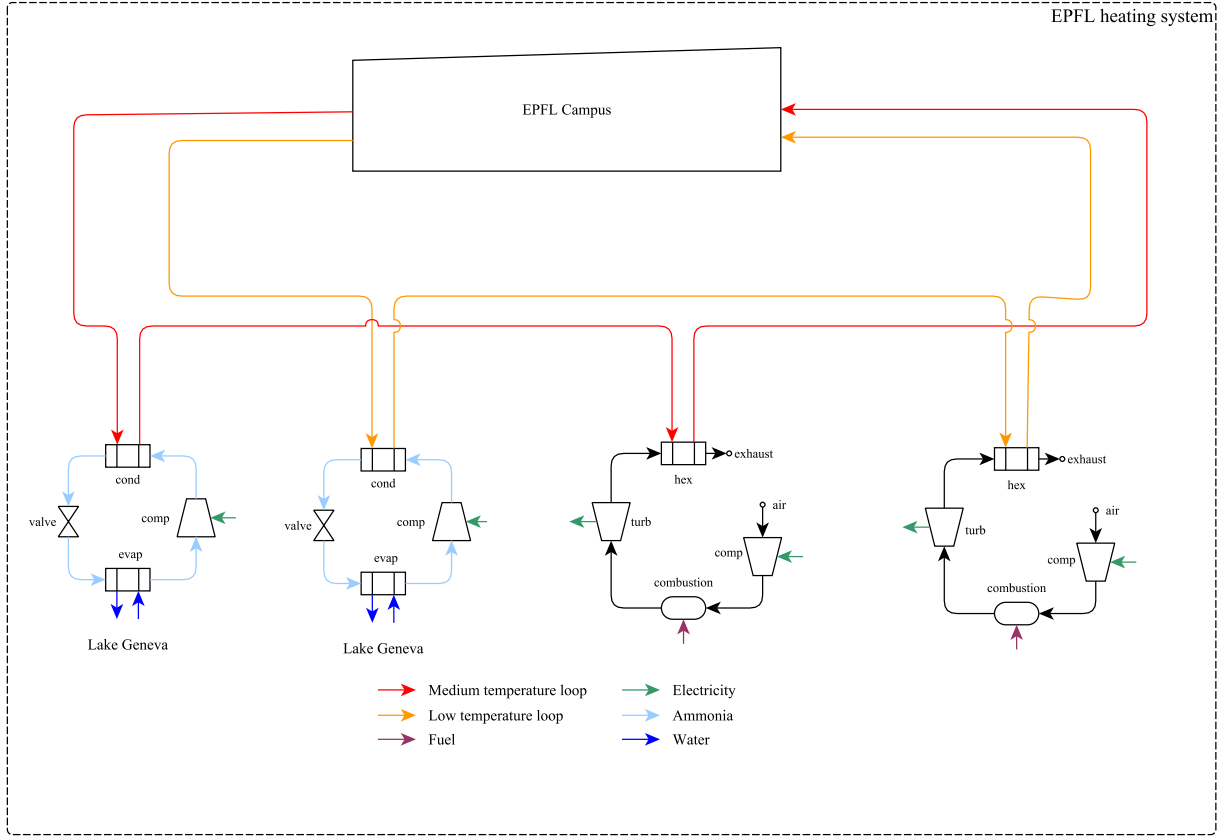 EPFL heating system
EPFL Campus
cond
valve
comp
evap
Lake Geneva
cond
valve
comp
evap
Lake Geneva
exhaust
hex
turb
air
comp
combustion
exhaust
hex
turb
air
comp
combustion
Medium temperature loop
Low temperature loop
Fuel
Electricity
Ammonia
Water